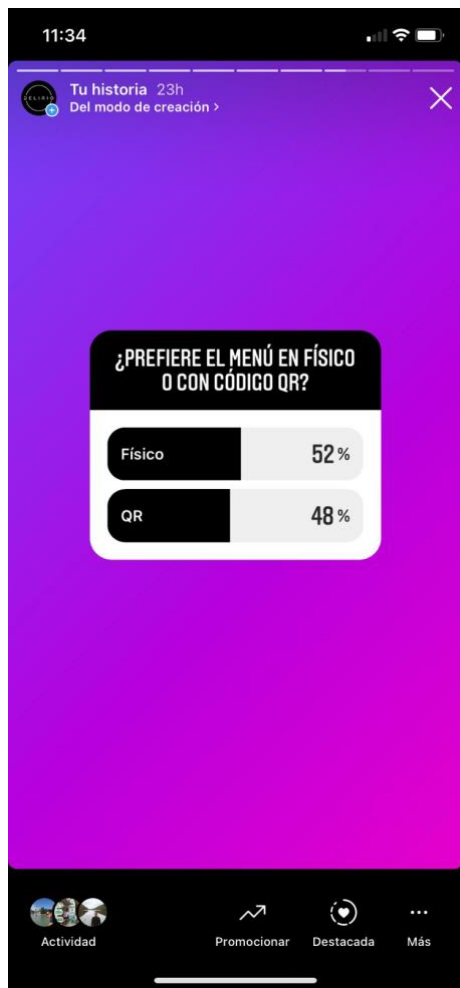 11:34
DELIRIO
Tu historia 23h
Del modo de creación >
¿PREFIERE EL MENÚ EN FÍSICO
O CON CÓDIGO QR?
Físico 52%
QR 48%
Actividad Promocionar Destacada Más